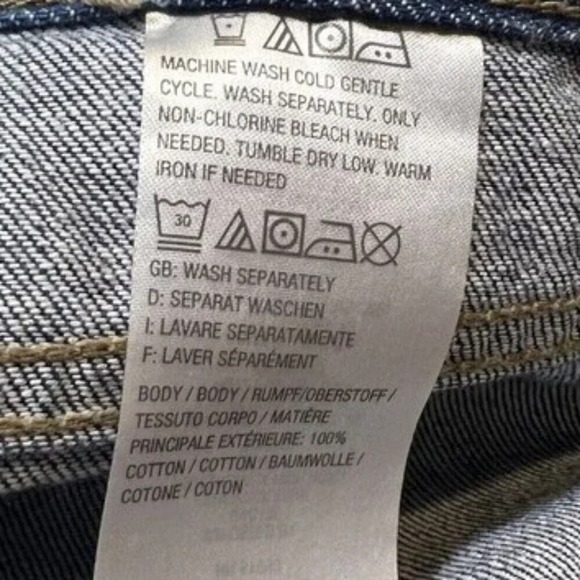 MACHINE WASH COLD GENTLE
CYCLE. WASH SEPARATELY. ONLY
NON-CHLORINE BLEACH WHEN
NEEDED. TUMBLE DRY LOW. WARM
IRON IF NEEDED
30
GB: WASH SEPARATELY
D: SEPARAT WASCHEN
I: LAVARE SEPARATAMENTE
F: LAVER SÉPARÉMENT
BODY / BODY / RUMPF/OBERSTOFF /
TESSUTO CORPO / MATIÈRE
PRINCIPALE EXTÉRIEURE: 100%
COTTON / COTTON / BAUMWOLLE /
COTONE / COTON